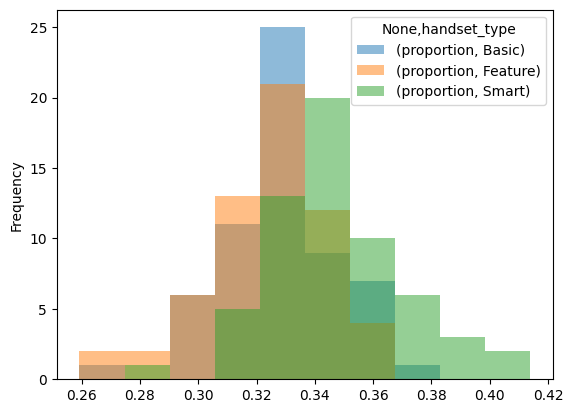 None,handset_type
(proportion, Basic)
(proportion, Feature)
(proportion, Smart)
Frequency
25
20
15
10
5
0
0.26 0.28 0.30 0.32 0.34 0.36 0.38 0.40 0.42